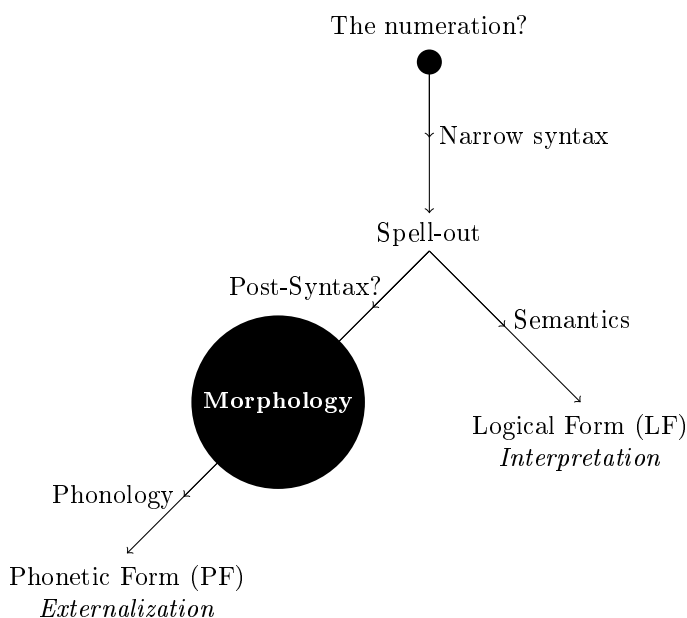 The numeration?
Narrow syntax
Spell-out
Post-Syntax?
Semantics
Morphology
Logical Form (LF)
Interpretation
Phonology
Phonetic Form (PF)
Externalization